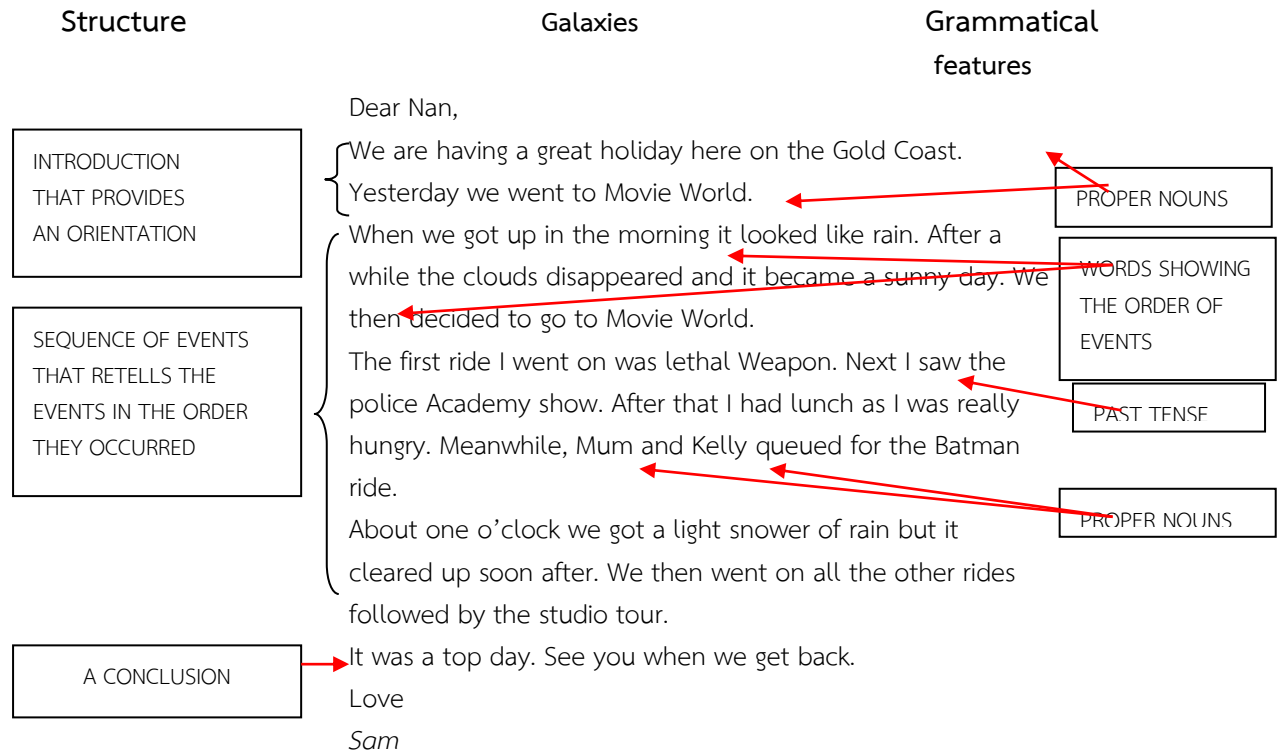 Structure
Galaxies
Grammatical
features
Dear Nan,
We are having a great holiday here on the Gold Coast.
Yesterday we went to Movie World.
When we got up in the morning it looked like rain. After a
while the clouds disappeared and it became a sunny day. We
then decided to go to Movie World.
The first ride I went on was lethal Weapon. Next I saw the
police Academy show. After that I had lunch as I was really
hungry. Meanwhile, Mum and Kelly queued for the Batman
ride.
About one o’clock we got a light snower of rain but it
cleared up soon after. We then went on all the other rides
followed by the studio tour.
It was a top day. See you when we get back.
Love
Sam
INTRODUCTION
THAT PROVIDES
AN ORIENTATION
SEQUENCE OF EVENTS
THAT RETELLS THE
EVENTS IN THE ORDER
THEY OCCURRED
A CONCLUSION
PROPER NOUNS
WORDS SHOWING
THE ORDER OF
EVENTS
PAST TENSE
PROPER NOUNS